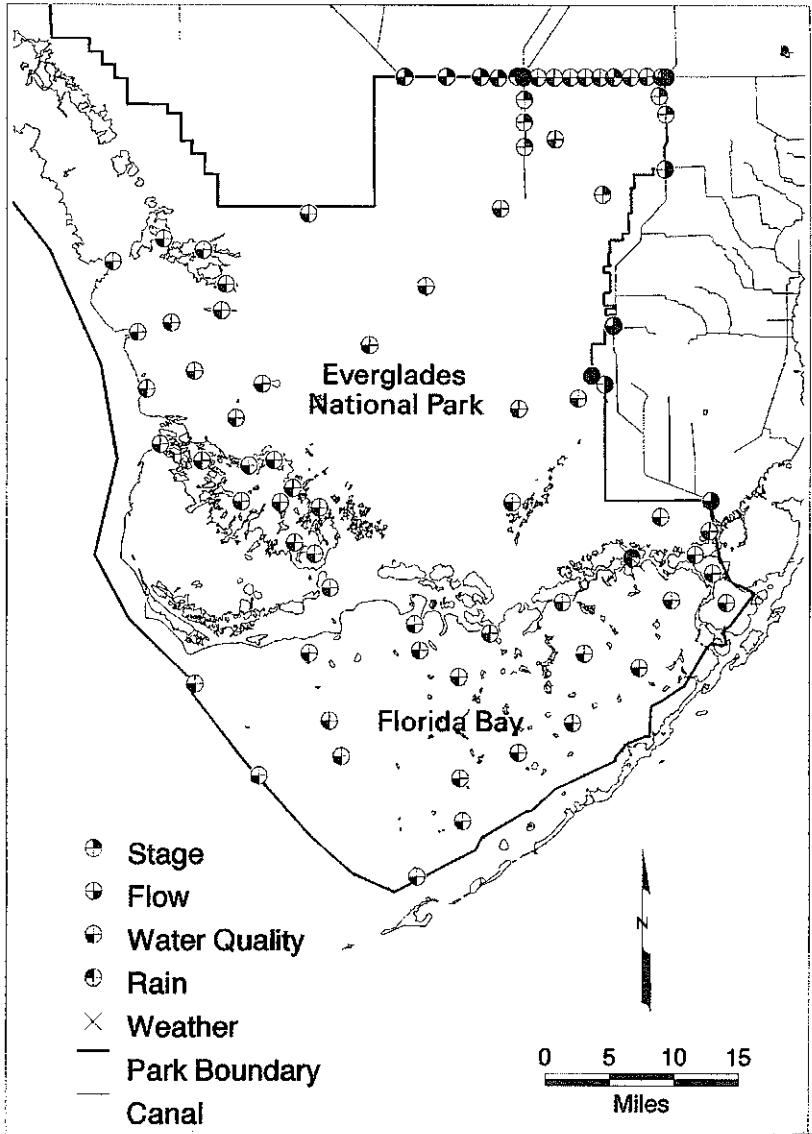 Everglades
National Park
Florida Bay
Stage
Flow
Water Quality
Rain
Weather
Park Boundary
Canal
N
0 5 10 15
Miles